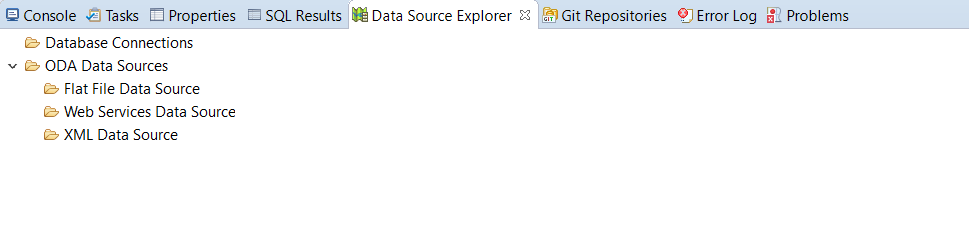 Console Tasks Properties SQL Results Data Source Explorer Git Repositories Error Log Problems
Database Connections
ODA Data Sources
Flat File Data Source
Web Services Data Source
XML Data Source